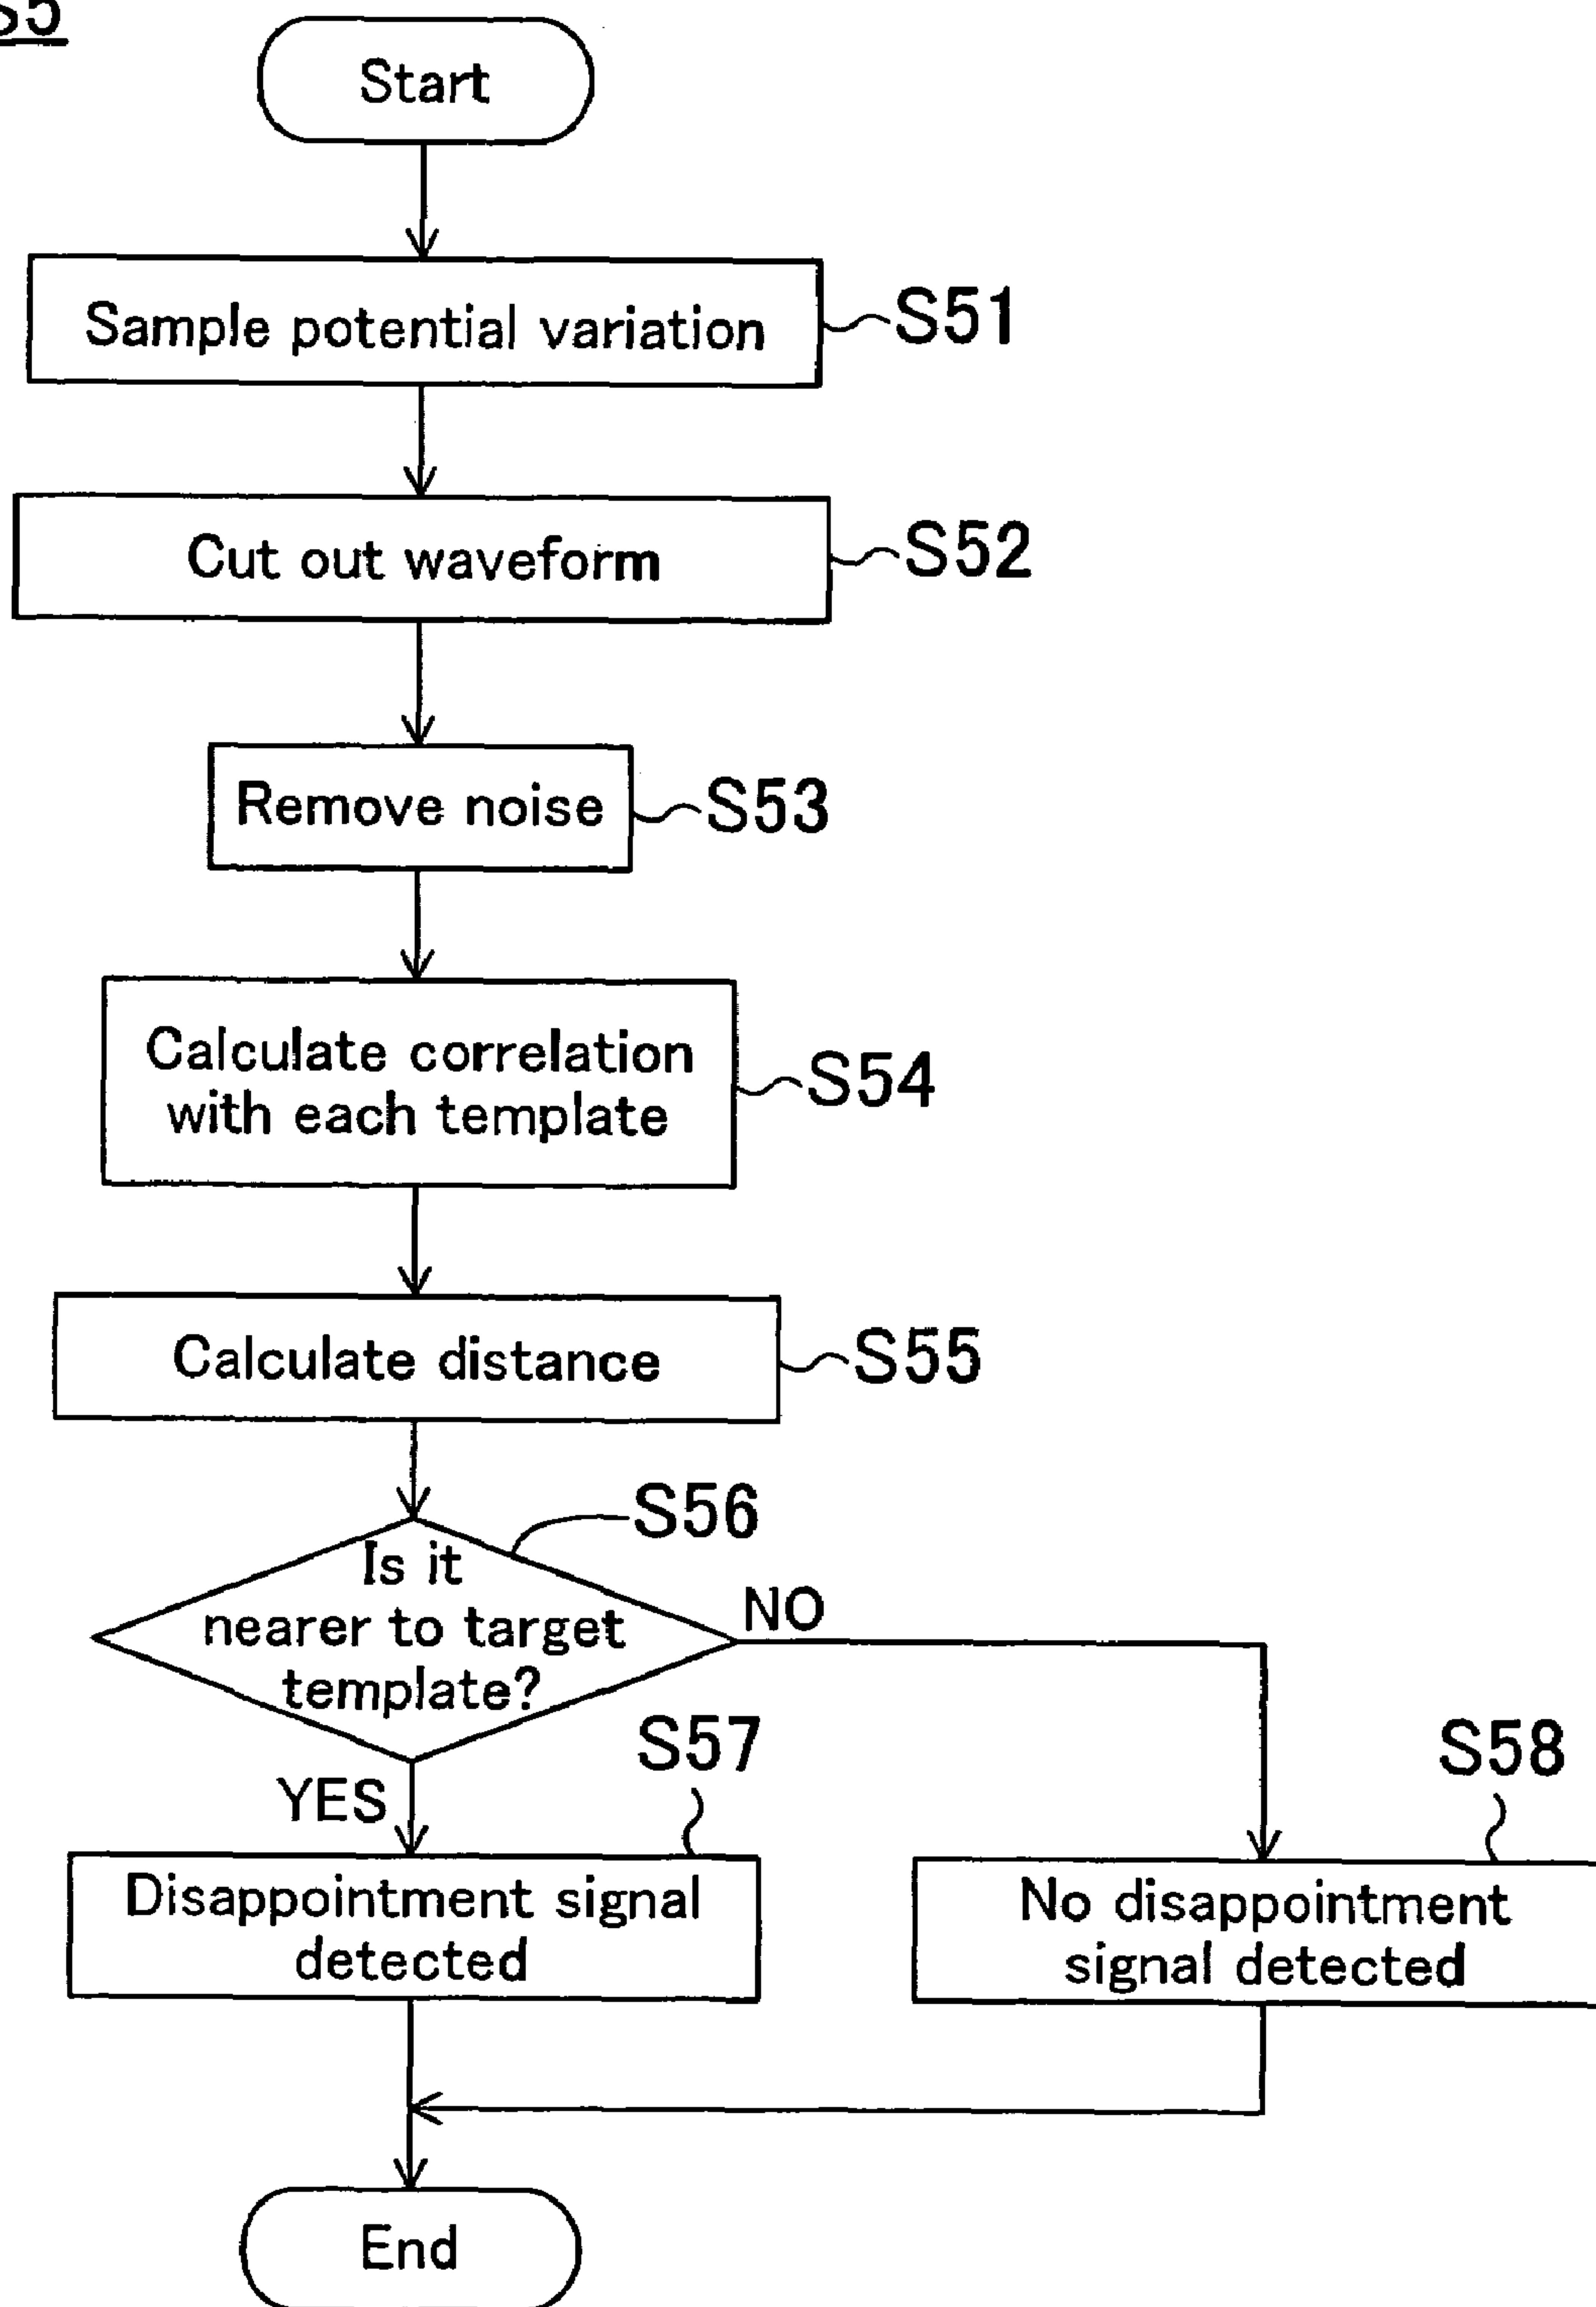 S5
Start
Sample potential variation
S51
Cut out waveform
S52
Remove noise
S53
Calculate correlation
with each template
S54
Calculate distance
S55
S56
Is it
nearer to target
template?
NO
YES
S57
Disappointment signal
detected
S58
No disappointment
signal detected
End